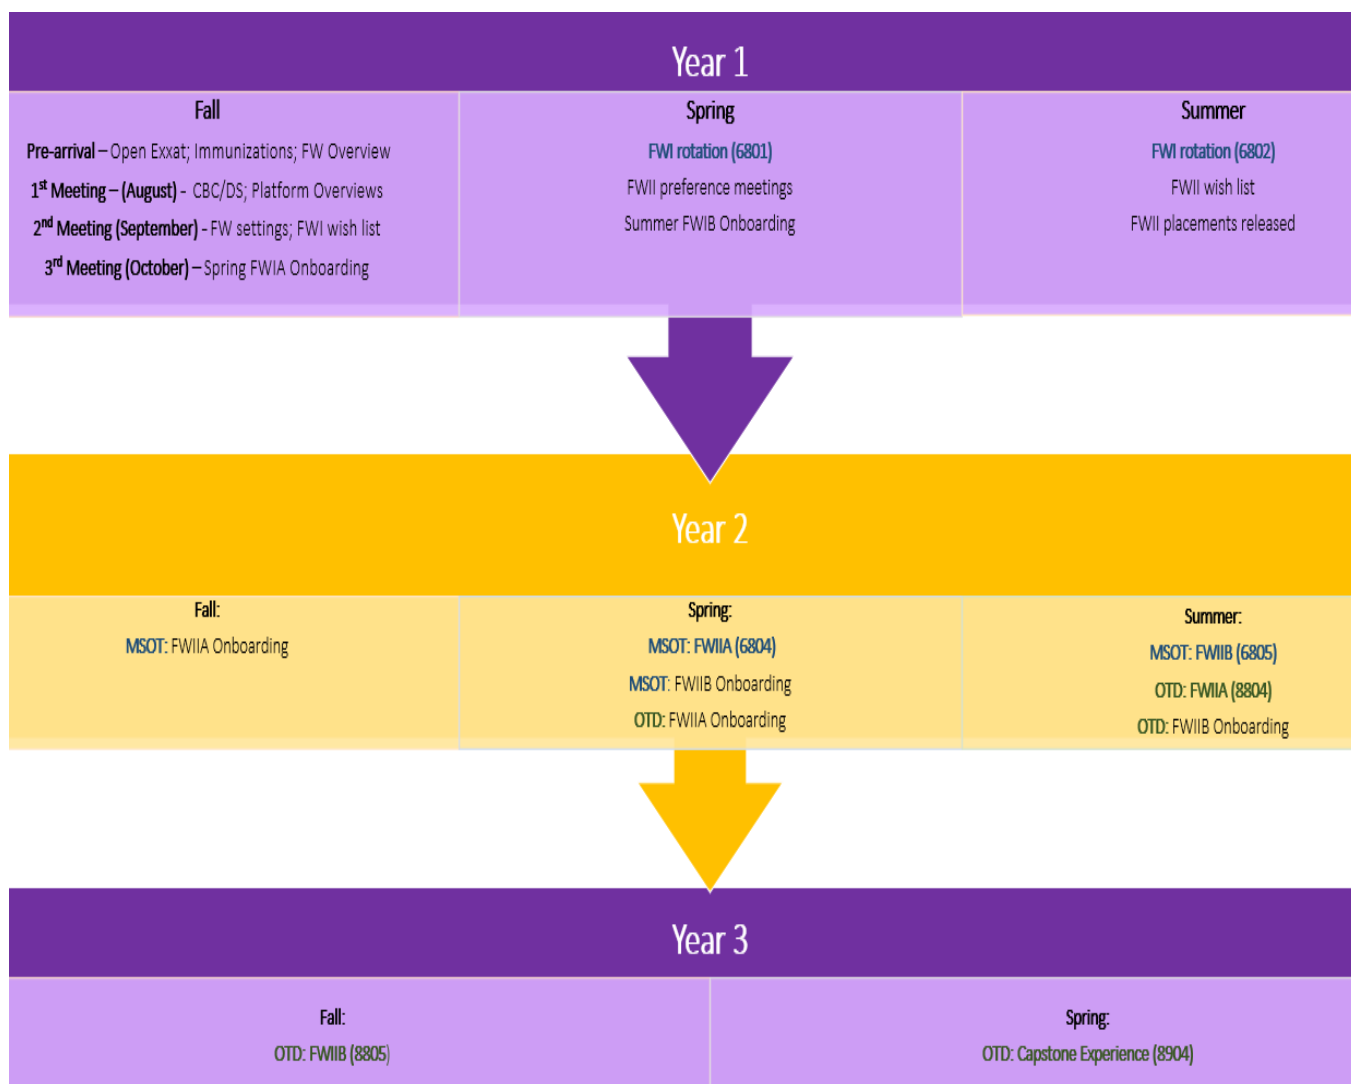 Year 1
Fall
Pre-arrival – Open Exxat; Immunizations; FW Overview
1st Meeting – (August) - CBC/DS; Platform Overviews
2nd Meeting (September) - FW settings; FWI wish list
3rd Meeting (October) – Spring FWIA Onboarding
Spring
FWI rotation (6801)
FWII preference meetings
Summer FWIB Onboarding
Summer
FWI rotation (6802)
FWII wish list
FWII placements released
Year 2
Fall:
MSOT: FWIIA Onboarding
Spring:
MSOT: FWIIA (6804)
MSOT: FWIIB Onboarding
OTD: FWIIA Onboarding
Summer:
MSOT: FWIIB (6805)
OTD: FWIIA (8804)
OTD: FWIIB Onboarding
Year 3
Fall:
OTD: FWIIB (8805)
Spring:
OTD: Capstone Experience (8904)